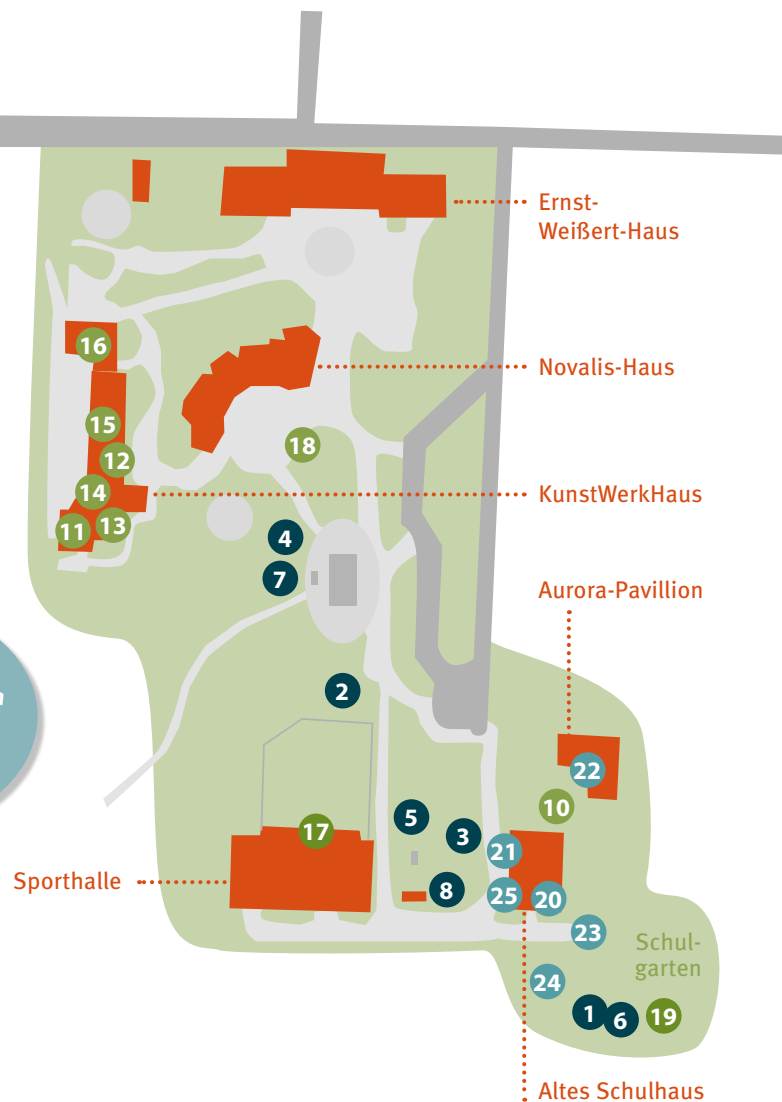 Ernst-
Weißert-Haus
Novalis-Haus
16
15
18
12
14
KunstWerkHaus
11
13
4
7
Aurora-Pavillion
n
2
22
10
5
17
3
21
Sporthalle
8
25
20
23
Schul-
garten
24
1
6
19
Altes Schulhaus